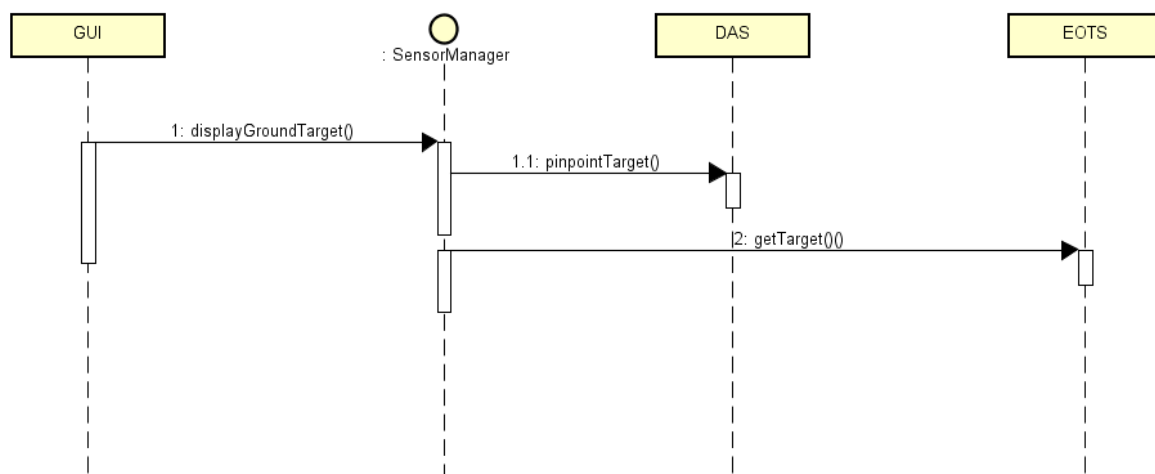 GUI
: SensorManager
DAS
EOTS
1: displayGroundTarget()
1.1: pinpointTarget()
2: getTarget()()